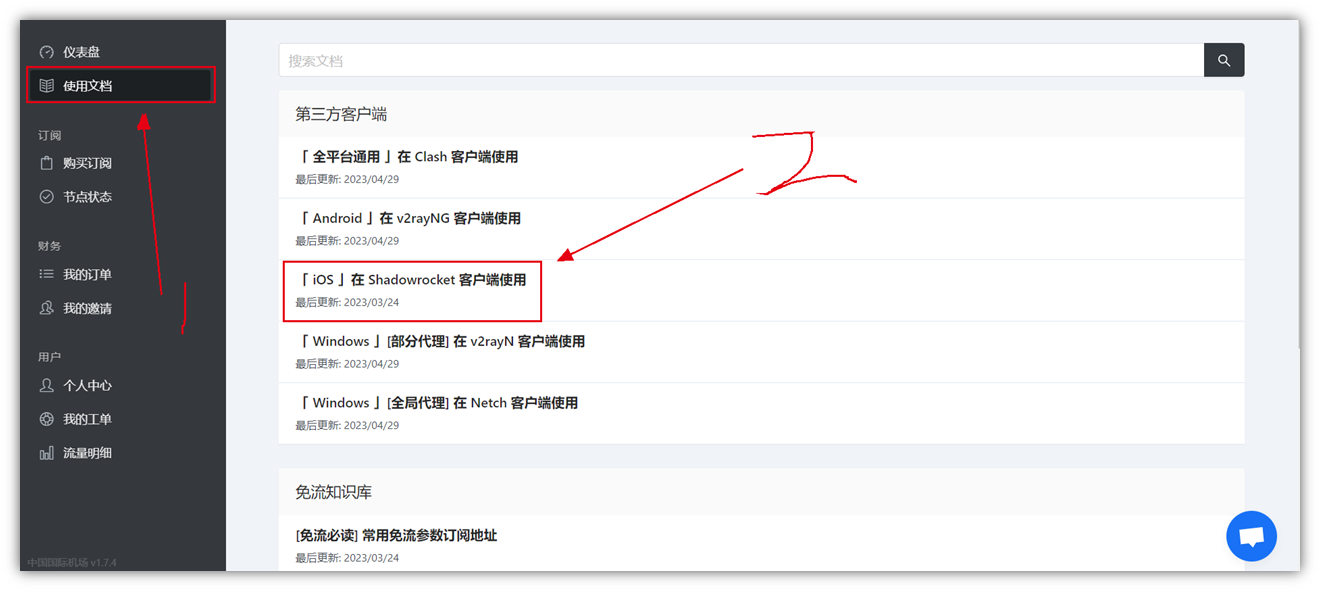 仪表盘
使用文档
订阅
购买订阅
节点状态
财务
我的订单
我的邀请
用户
个人中心
我的工单
流量明细
中国国际机场 v1.7.4
搜索文档
第三方客户端
「 全平台通用 」在 Clash 客户端使用
最后更新: 2023/04/29
「 Android 」在 v2rayNG 客户端使用
最后更新: 2023/04/29
「 iOS 」在 Shadowrocket 客户端使用
最后更新: 2023/03/24
「 Windows 」[部分代理] 在 v2rayN 客户端使用
最后更新: 2023/04/29
「 Windows 」[全局代理] 在 Netch 客户端使用
最后更新: 2023/04/29
免流知识库
[免流必读] 常用免流参数订阅地址
最后更新: 2023/03/24
1
2